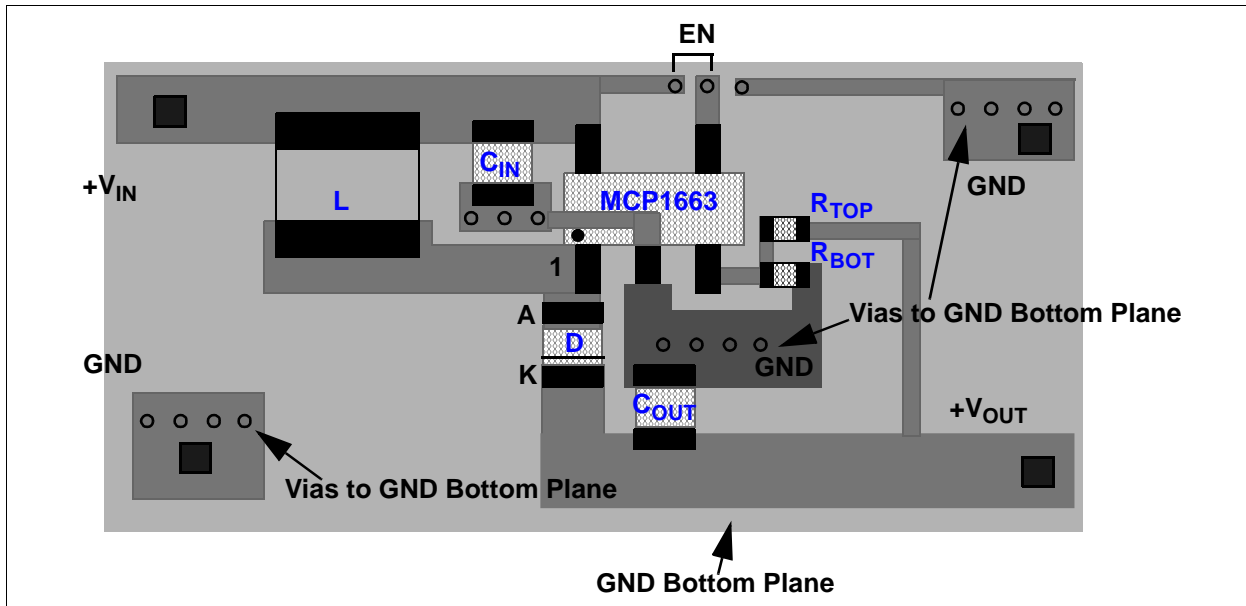 EN
+VIN
L
CIN
MCP1663
GND
RTOP
RBOT
1
A
D
K
Vias to GND Bottom Plane
GND
GND
COUT
+VOUT
Vias to GND Bottom Plane
GND Bottom Plane